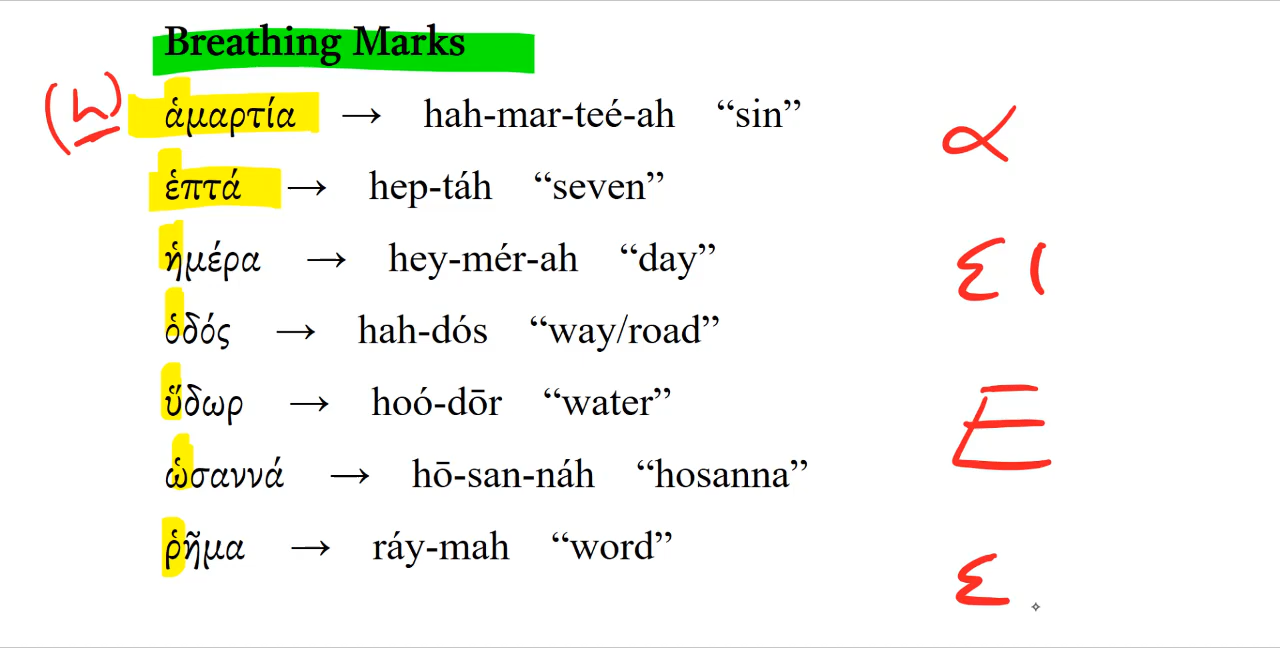 Breathing Marks
(h) ἁμαρτία → hah-mar-teé-ah “sin” α
ἑπτά → hep-táh “seven”
ἡμέρα → hey-mér-ah “day” ε (
ὁδός → hah-dós “way/road”
ὕδωρ → hoó-dōr “water” E
ὡσαννά → hō-san-náh “hosanna”
ῥῆμα → ráy-mah “word” ε